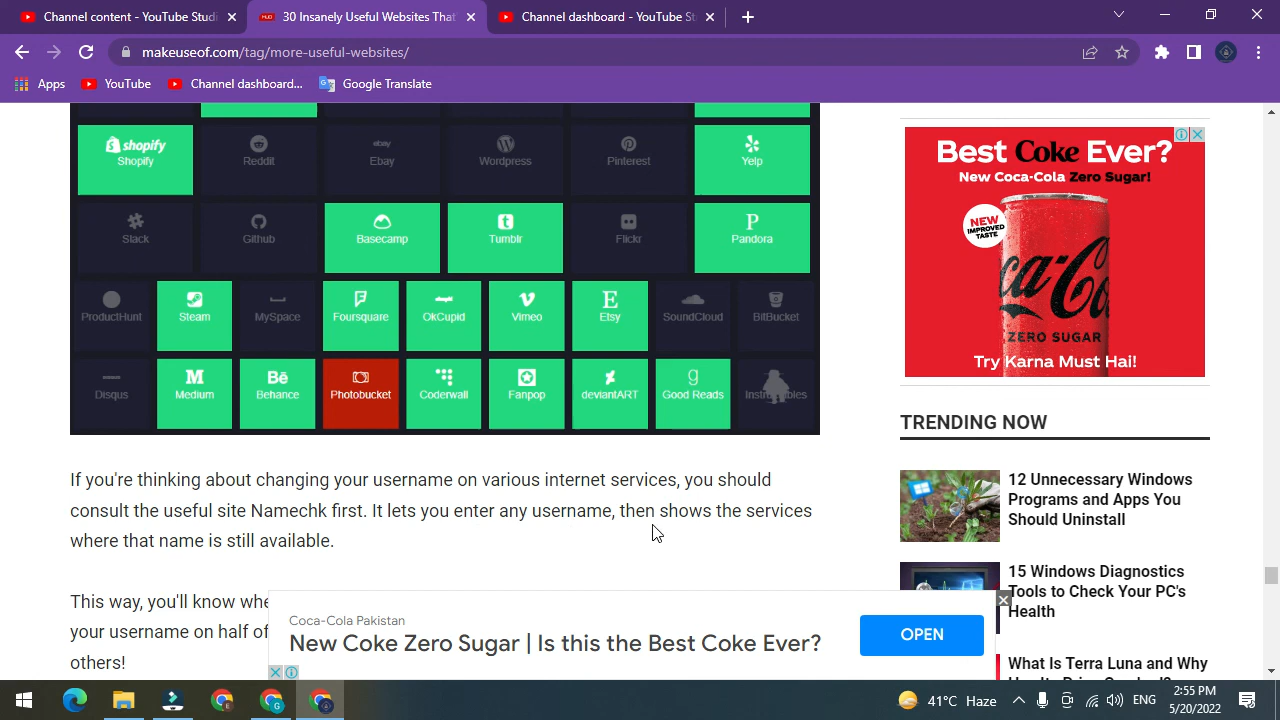 Channel content - YouTube Studi
30 Insanely Useful Websites That'
Channel dashboard - YouTube St
makeuseof.com/tag/more-useful-websites/
Apps
YouTube
Channel dashboard...
Google Translate
shopify
Shopify
Reddit
ebay
Ebay
Wordpress
Pinterest
Yelp
Stack
Github
Basecamp
Tumblr
Flickr
Pandora
ProductHunt
Steam
MySpace
Foursquare
OkCupid
Vimeo
Etsy
SoundCloud
BitBucket
Disqus
Medium
Behance
Photobucket
Coderwall
Fanpop
deviantART
Good Reads
If you're thinking about changing your username on various internet services, you should
consult the useful site Namechk first. It lets you enter any username, then shows the services
where that name is still available.
This way, you'll know whe
your username on half of
others!
Best Coke Ever?
New Coca-Cola Zero Sugar!
NEW
IMPROVED
TASTE
ca-Co
ZERO SUGAR
Try Karna Must Hai!
TRENDING NOW
12 Unnecessary Windows
Programs and Apps You
Should Uninstall
15 Windows Diagnostics
Tools to Check Your PC's
Health
What Is Terra Luna and Why
Coca-Cola Pakistan
New Coke Zero Sugar | Is this the Best Coke Ever?
OPEN
41°C Haze
ENG
2:55 PM
5/20/2022